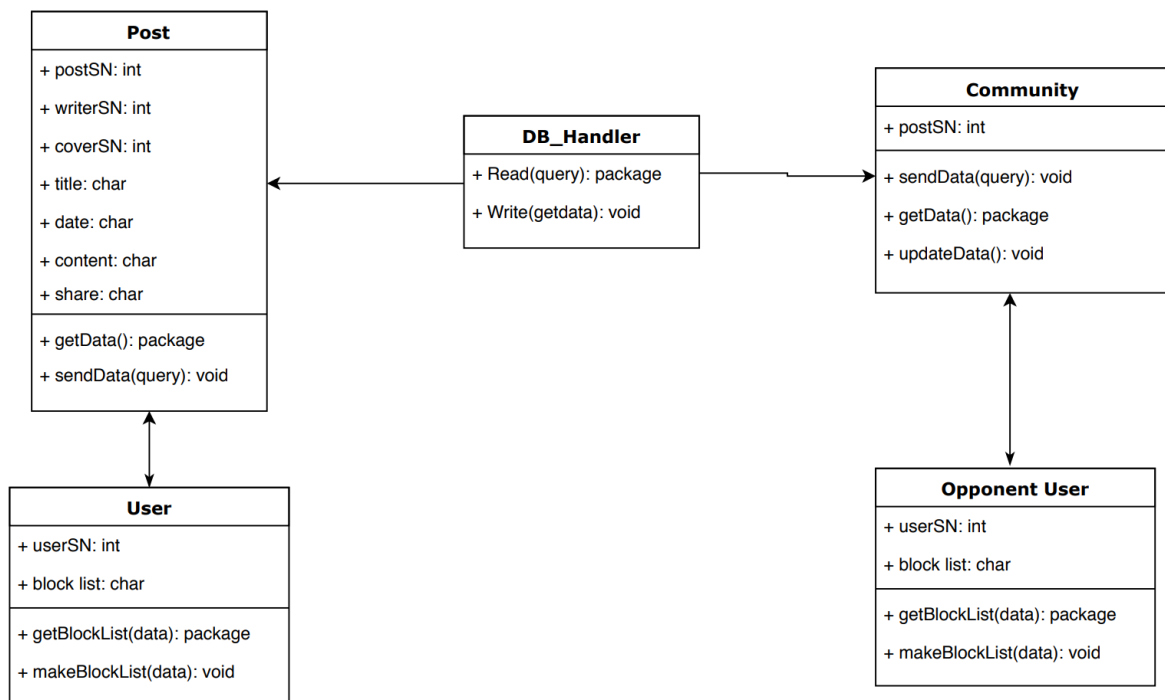 Post
+ postSN: int
+ writerSN: int
+ coverSN: int
+ title: char
+ date: char
+ content: char
+ share: char
+ getData(): package
+ sendData(query): void
DB_Handler
+ Read(query): package
+ Write(getdata): void
Community
+ postSN: int
+ sendData(query): void
+ getData(): package
+ updateData(): void
User
+ userSN: int
+ block list: char
+ getBlockList(data): package
+ makeBlockList(data): void
Opponent User
+ userSN: int
+ block list: char
+ getBlockList(data): package
+ makeBlockList(data): void